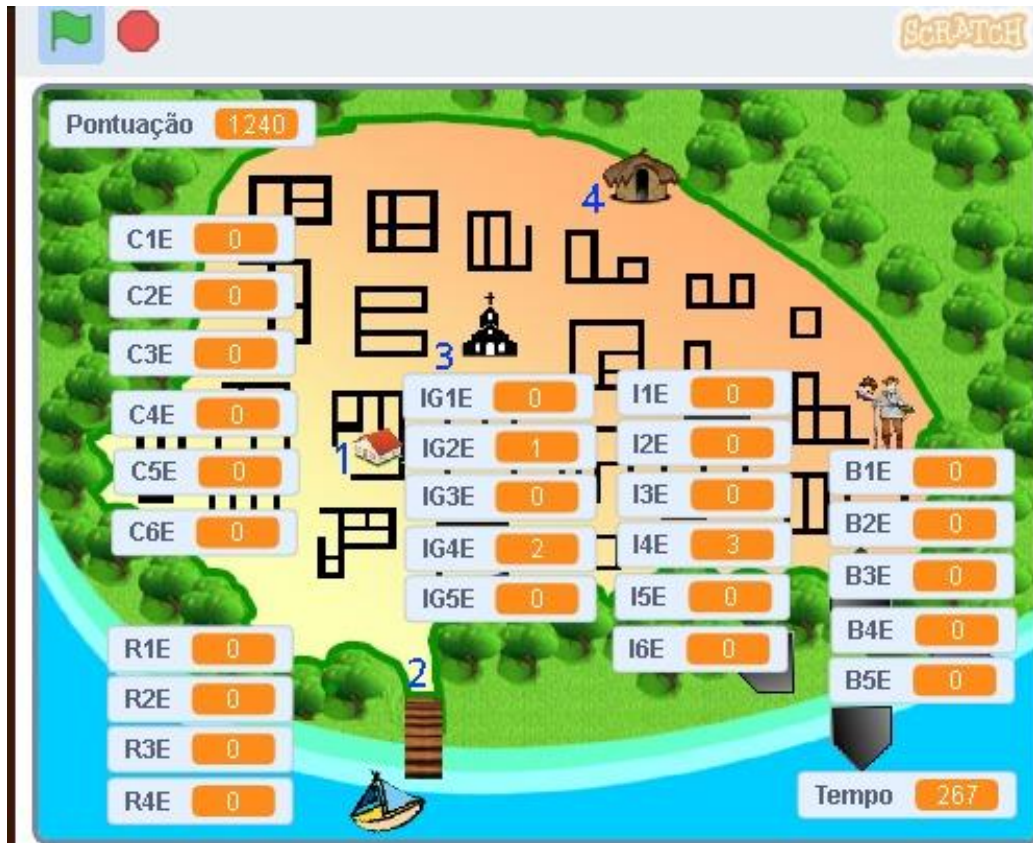 SCRATCH
Pontuação 1240
4
C1E 0
C2E 0
C3E 0
C4E 0
C5E 0
C6E 0
3
1
IG1E 0
IG2E 1
IG3E 0
IG4E 2
IG5E 0
I1E 0
I2E 0
I3E 0
I4E 3
I5E 0
I6E 0
B1E 0
B2E 0
B3E 0
B4E 0
B5E 0
R1E 0
R2E 0
R3E 0
R4E 0
2
Tempo 267